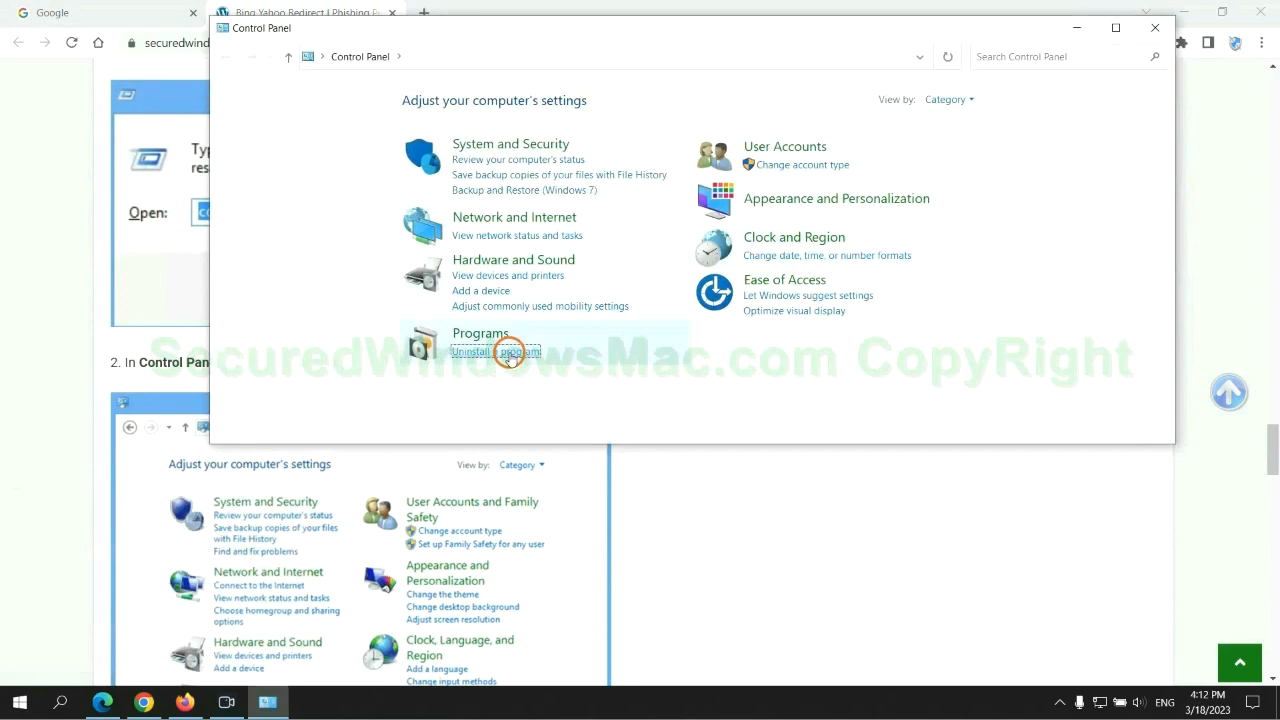 Google
Bing Yahoo Redirect | Phishing P
securedwind
Control Panel
Control Panel
Search Control Panel
Adjust your computer's settings
View by: Category
System and Security
Review your computer's status
Save backup copies of your files with File History
Backup and Restore (Windows 7)
Network and Internet
View network status and tasks
Hardware and Sound
View devices and printers
Add a device
Adjust commonly used mobility settings
Programs
Uninstall a program
User Accounts
Change account type
Appearance and Personalization
Clock and Region
Change date, time, or number formats
Ease of Access
Let Windows suggest settings
Optimize visual display
SecuredWindowsMac.com CopyRight
Typ
res
Open: co
2. In Control Pan
Adjust your computer's settings
View by: Category
System and Security
Review your computer's status
Save backup copies of your files
with File History
Find and fix problems
Network and Internet
Connect to the Internet
View network status and tasks
Choose homegroup and sharing
options
Hardware and Sound
View devices and printers
Add a device
User Accounts and Family
Safety
Change account type
Set up Family Safety for any user
Appearance and
Personalization
Change the theme
Change desktop background
Adjust screen resolution
Clock, Language, and
Region
Add a language
Change input methods
ENG
4:12 PM
3/18/2023